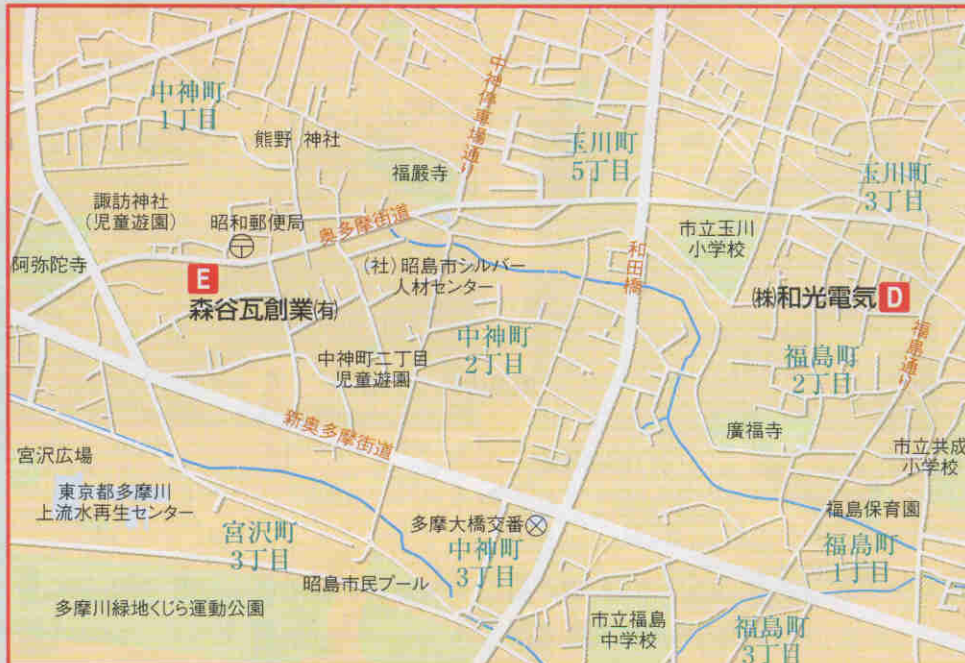 中神町
1丁目
熊野 神社
中神停車場通り
玉川町
5丁目
福厳寺
玉川町
3丁目
諏訪神社
(児童遊園)
昭和郵便局
奥多摩街道
市立玉川
小学校
阿弥陀寺
和田橋
(社)昭島市シルバー
人材センター
E
森谷瓦創業(有)
(株)和光電気 D
中神町
2丁目
福島通り
中神町二丁目
児童遊園
福島町
2丁目
新奥多摩街道
廣福寺
市立共成
小学校
宮沢広場
東京都多摩川
上流水再生センター
福島保育園
宮沢町
3丁目
多摩大橋交番
中神町
3丁目
福島町
1丁目
昭島市民プール
多摩川緑地くじら運動公園
市立福島
中学校
福島町
3丁目